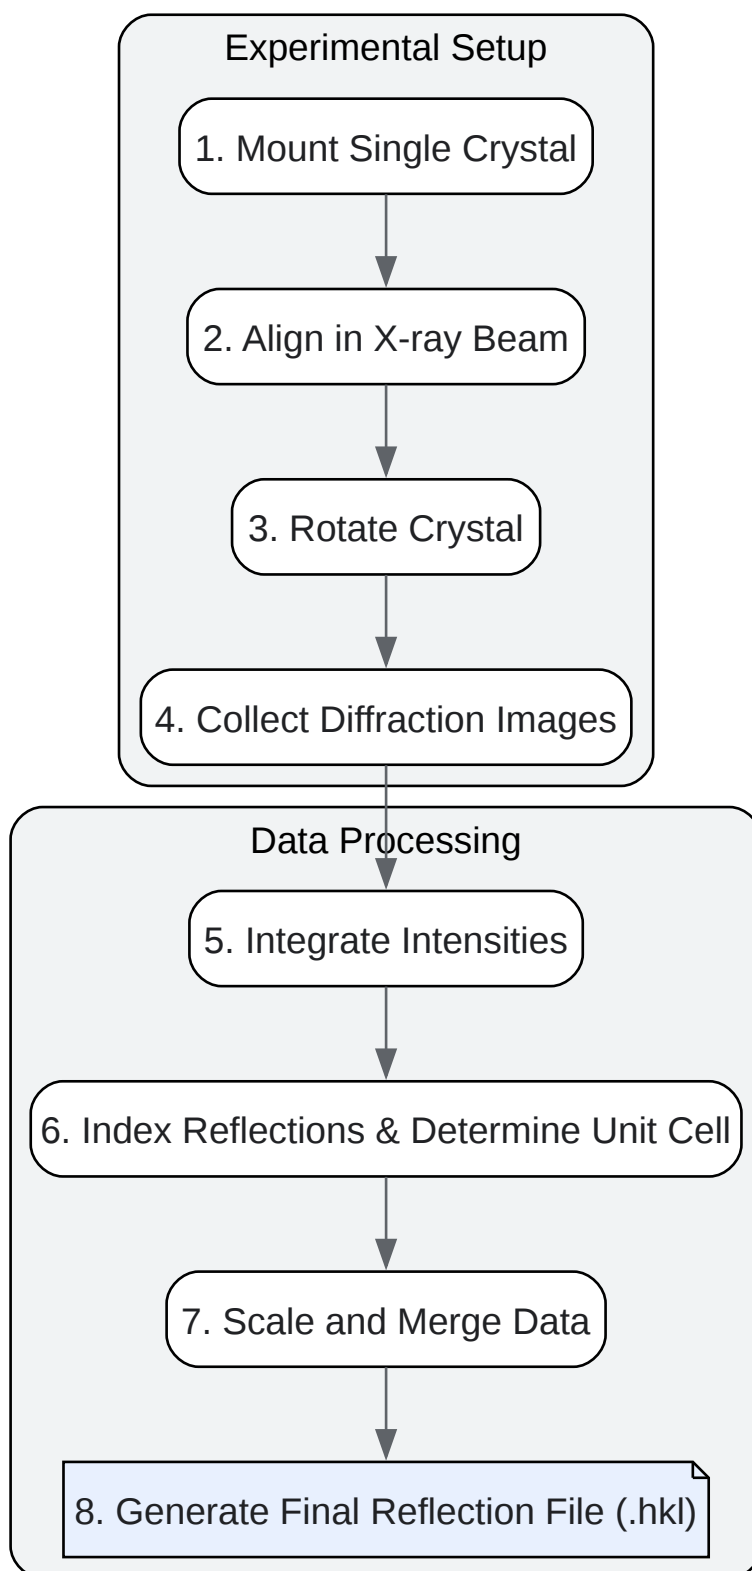 Experimental Setup
1. Mount Single Crystal
2. Align in X-ray Beam
3. Rotate Crystal
4. Collect Diffraction Images
Data Processing
5. Integrate Intensities
6. Index Reflections & Determine Unit Cell
7. Scale and Merge Data
8. Generate Final Reflection File (.hkl)